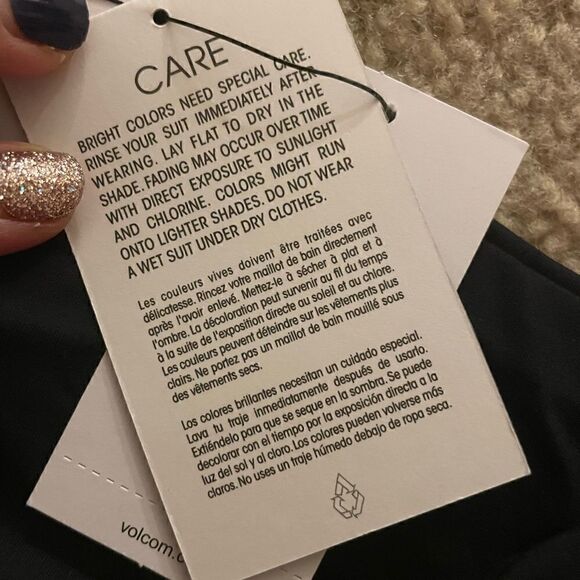 CARE
BRIGHT COLORS NEED SPECIAL CARE.
RINSE YOUR SUIT IMMEDIATELY AFTER
WEARING. LAY FLAT TO DRY IN THE
SHADE. FADING MAY OCCUR OVER TIME
WITH DIRECT EXPOSURE TO SUNLIGHT
AND CHLORINE. COLORS MIGHT RUN
ONTO LIGHTER SHADES. DO NOT WEAR
A WET SUIT UNDER DRY CLOTHES.
Les couleurs vives doivent être traitées avec
délicatesse. Rincez votre maillot de bain directement
après l'avoir enlevé. Mettez-le à sécher à plat et à
l'ombre. La décoloration peut survenir au fil du temps
à la suite de l'exposition directe au soleil et au chlore.
Les couleurs peuvent déteindre sur les vêtements plus
clairs. Ne portez pas un maillot de bain mouillé sous
des vêtements secs.
Los colores brillantes necesitan un cuidado especial.
Lava tu traje inmediatamente después de usarlo.
Extiéndelo para que se seque en la sombra. Se puede
decolorar con el tiempo por la exposición directa a la
luz del sol y al cloro. Los colores pueden volverse más
claros. No uses un traje húmedo debajo de ropa seca.
volcom.c